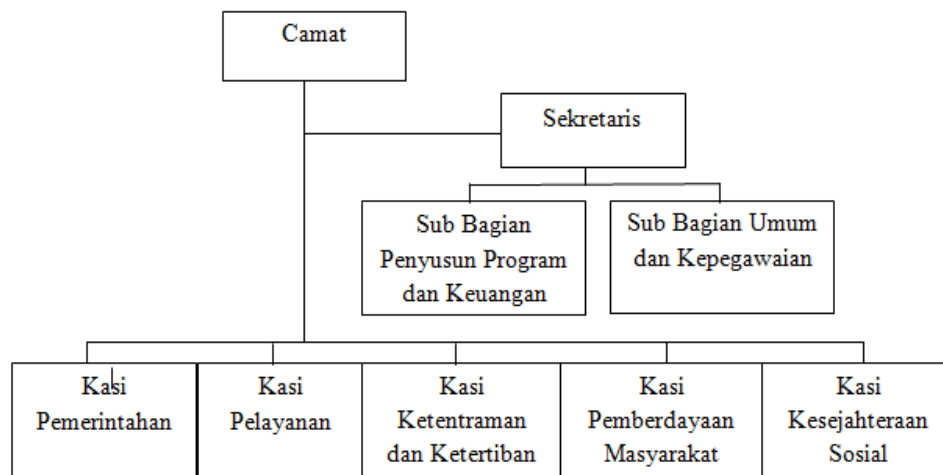 Camat
Sekretaris
Sub Bagian
Penyusun Program
dan Keuangan
Sub Bagian Umum
dan Kepegawaian
Kasi
Pemerintahan
Kasi
Pelayanan
Kasi
Ketentraman
dan Ketertiban
Kasi
Pemberdayaan
Masyarakat
Kasi
Kesejahteraan
Sosial